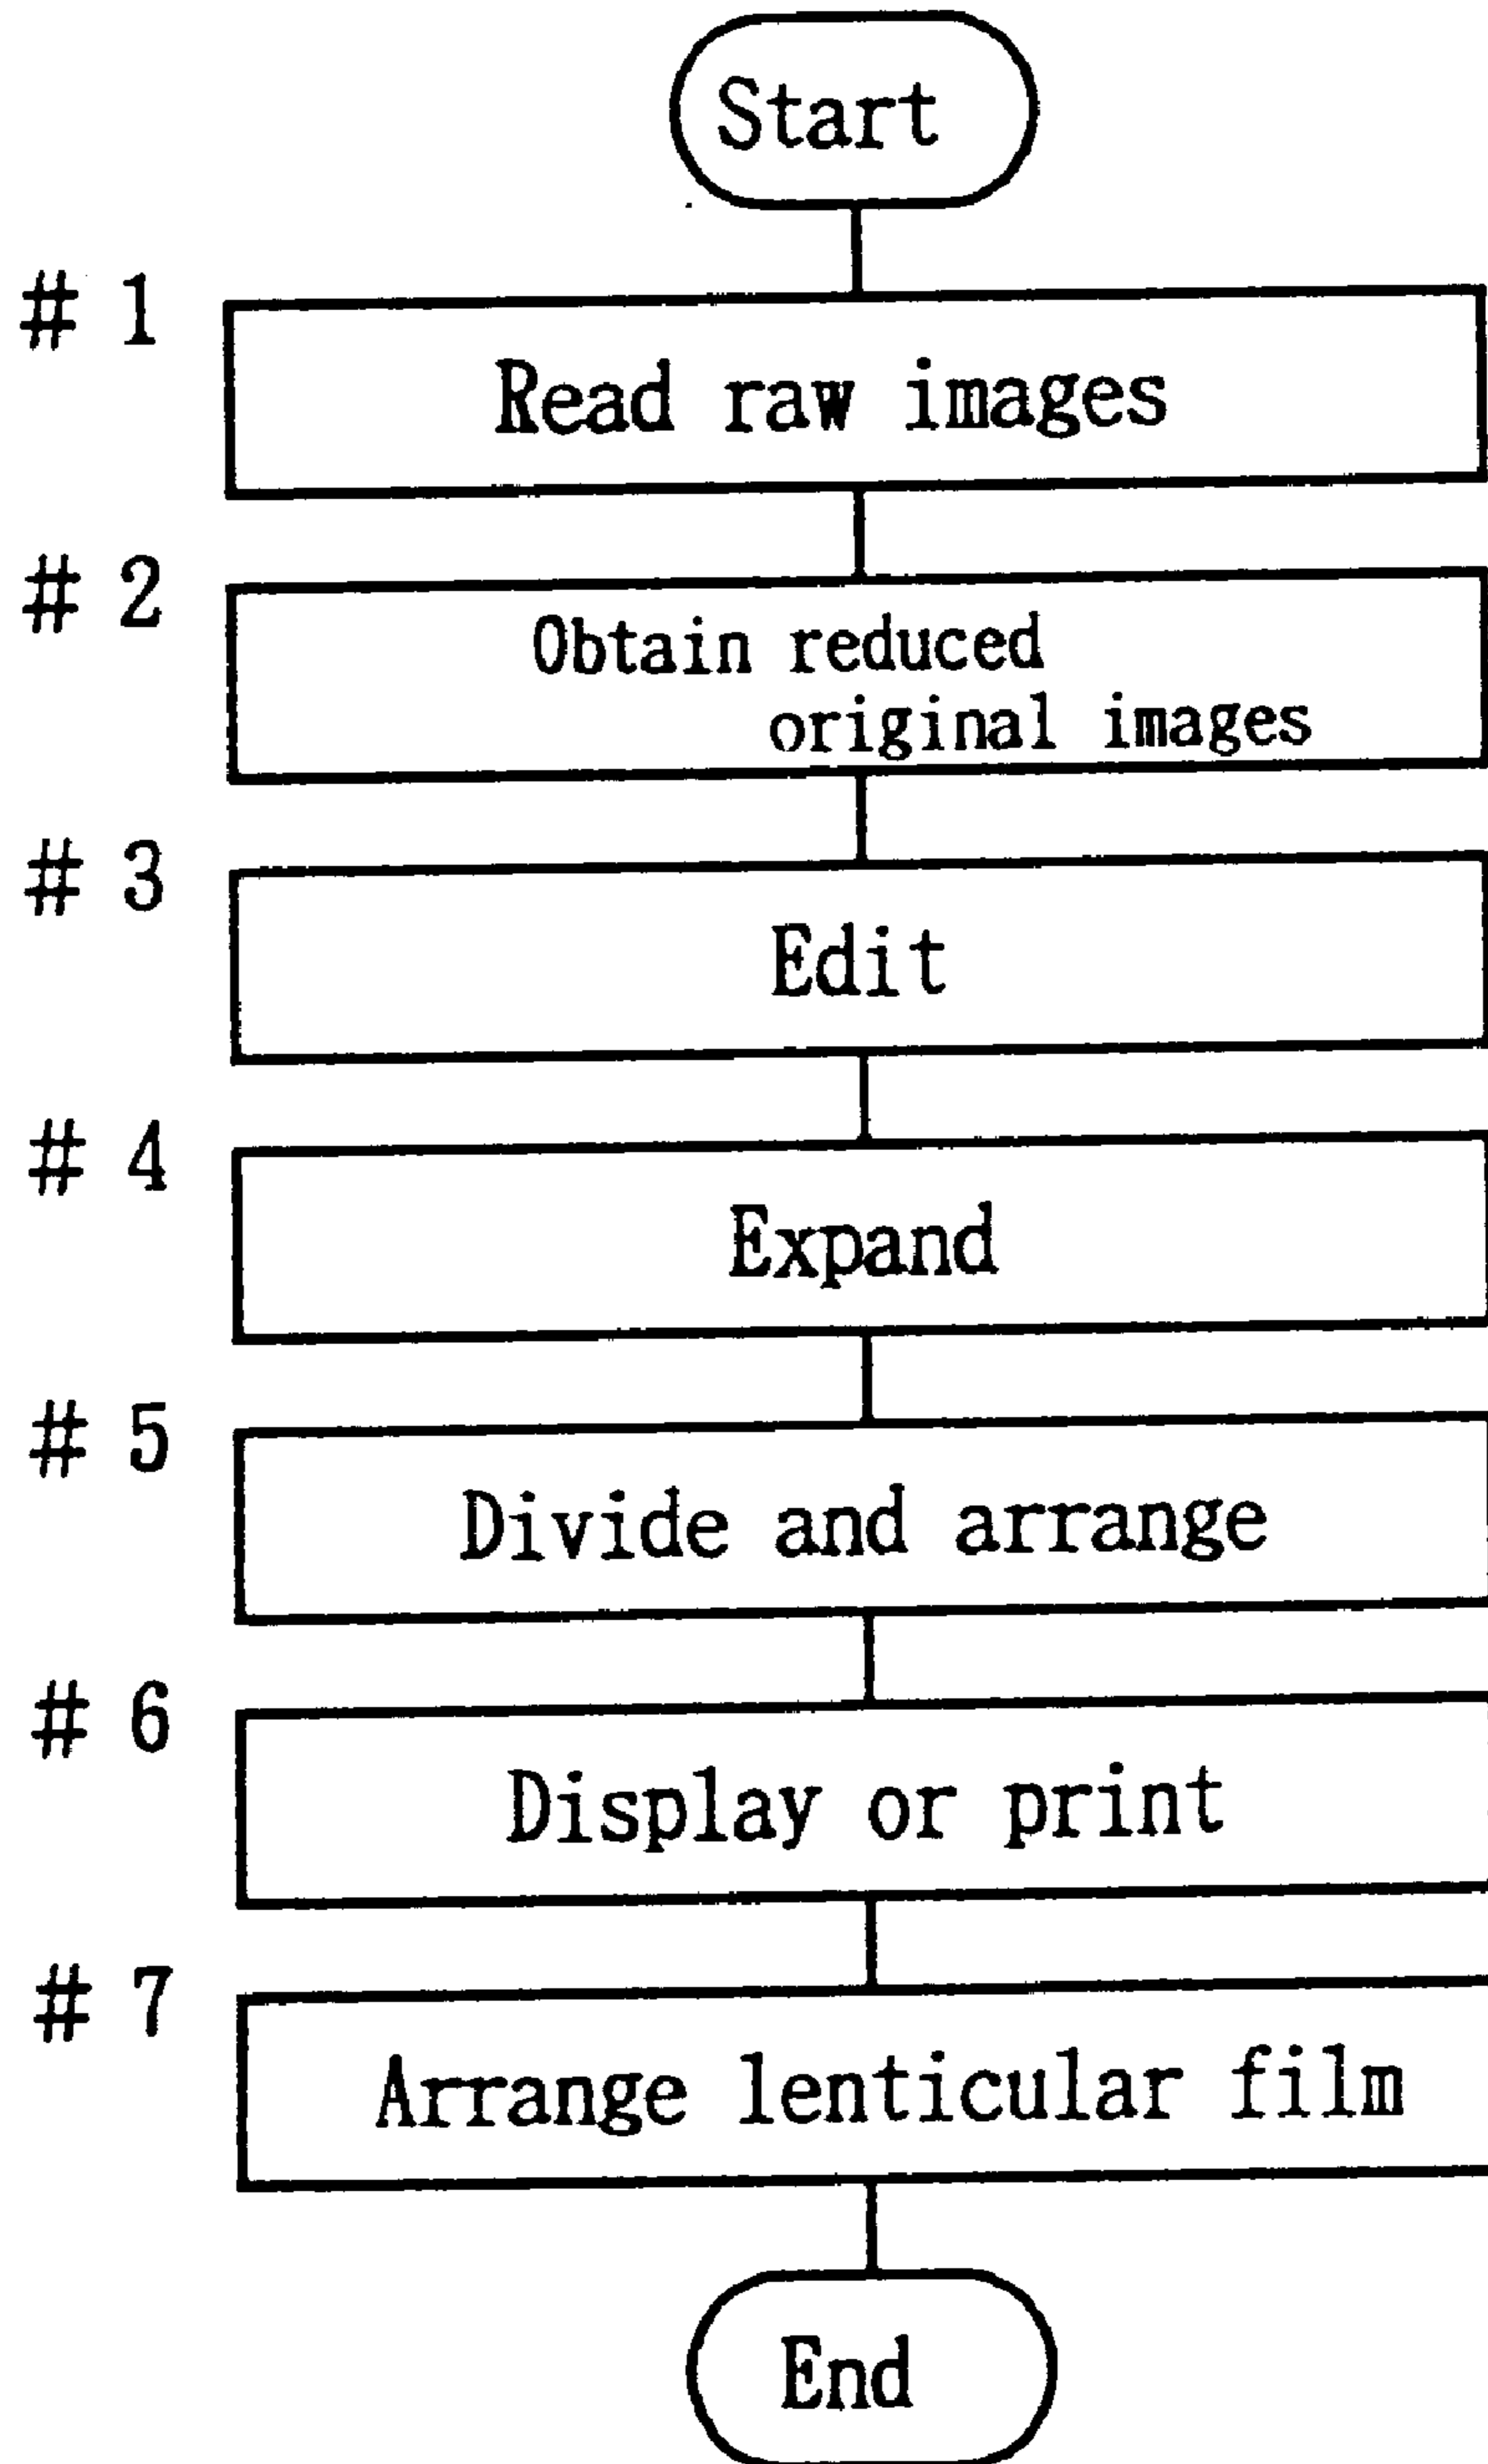 Start
# 1
Read raw images
# 2
Obtain reduced
original images
# 3
Edit
# 4
Expand
# 5
Divide and arrange
# 6
Display or print
# 7
Arrange lenticular film
End